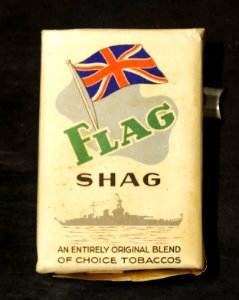 FLAG
SHAG
AN ENTIRELY ORIGINAL BLEND
OF CHOICE TOBACCOS